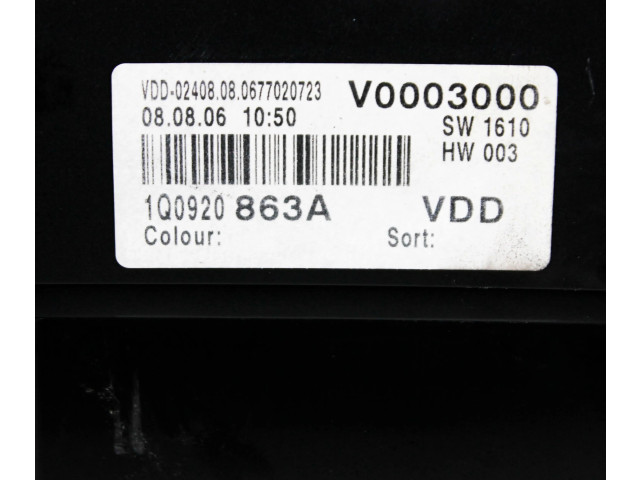 VDD-02408.08.0677020723 V0003000
08.08.06 10:50 SW 1610
HW 003
1Q0920 863A VDD
Colour: Sort: